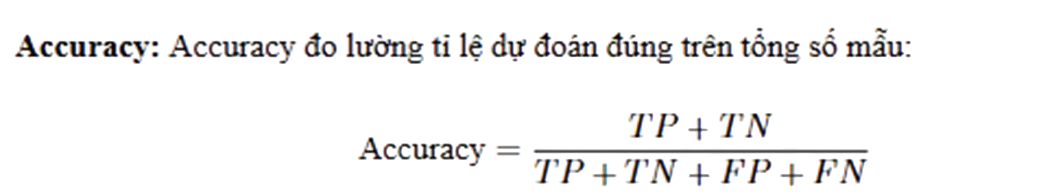 Accuracy: Accuracy đo lường tỉ lệ dự đoán đúng trên tổng số mẫu:
Accuracy = \frac{TP + TN}{TP + TN + FP + FN}